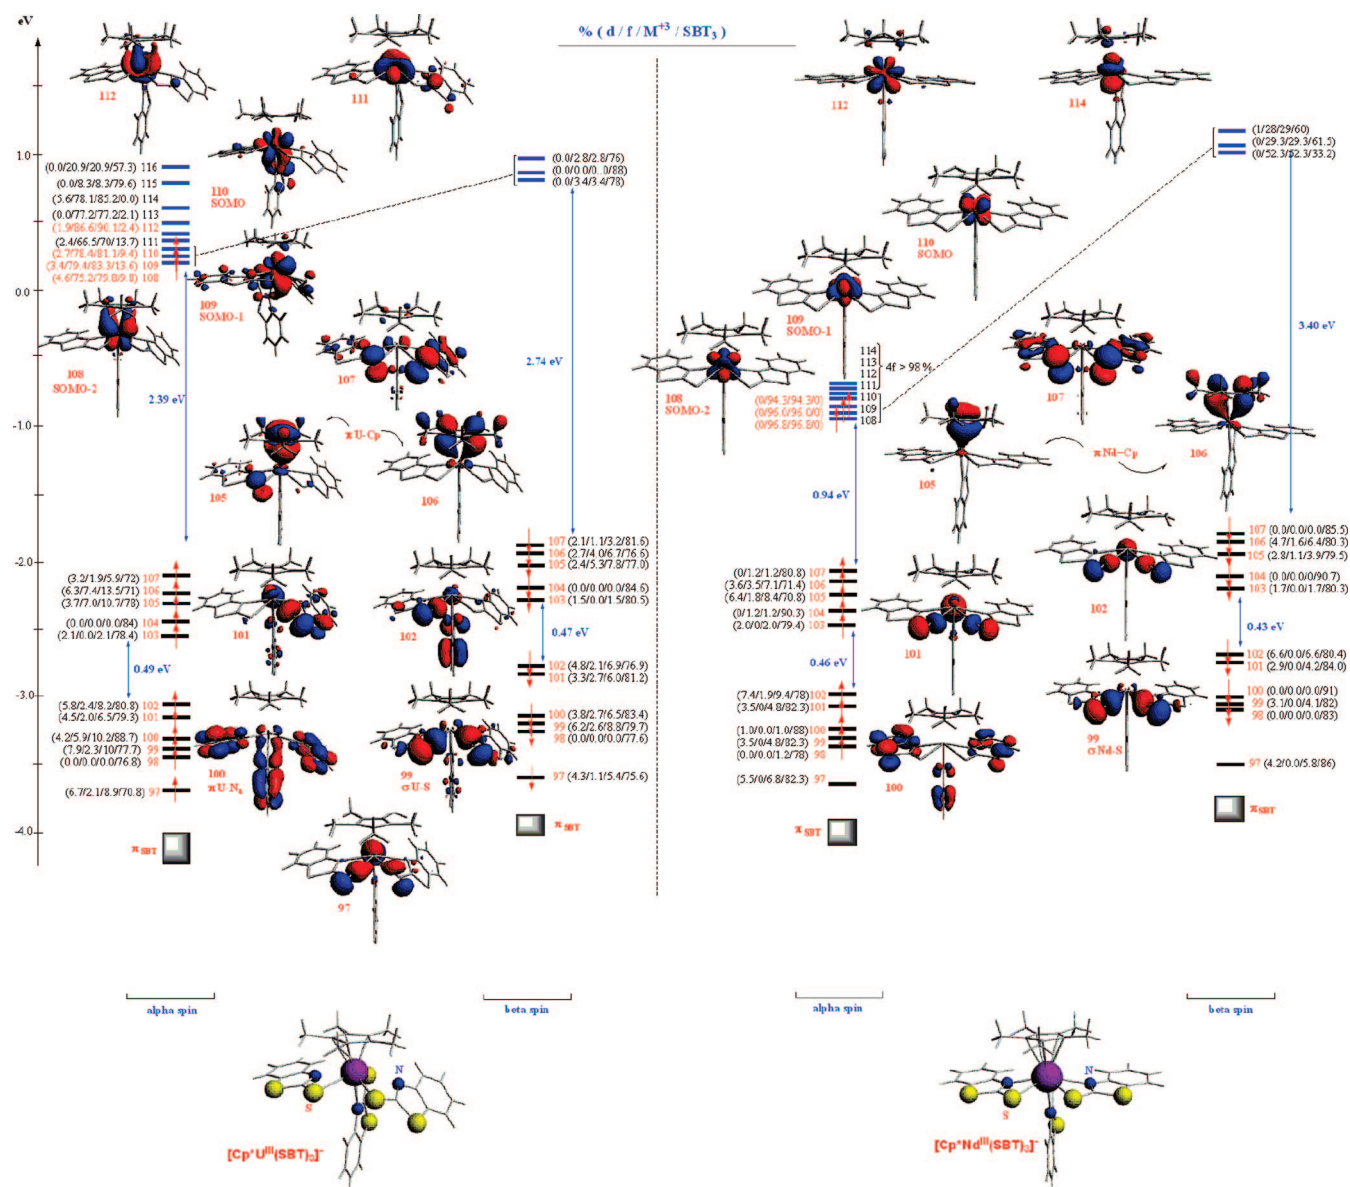 eV
% ( d / f / M+3 / SBT3 )
112
111
112
114
1.0
0.0
-1.0
-2.0
-3.0
-4.0
(0.0/20.9/20.9/57.3) 116
(0.0/8.3/8.3/79.6) 115
(5.6/78.1/85.2/0.0) 114
(0.0/77.2/77.2/2.1) 113
(1.9/86.6/90.1/2.4) 112
(2.4/66.5/70/13.7) 111
(2.7/78.4/81.1/9.4) 110
(3.4/79.4/83.3/13.6) 109
(4.6/75.2/79.8/9.8) 108
110
SOMO
109
SOMO-1
108
SOMO-2
107
(0.0/2.8/2.8/76)
(0.0/3.4/3.4/78)
2.39 eV
2.74 eV
π U-Cp
105
106
(3.2/1.9/5.9/72) 107
(6.3/7.4/13.5/71) 106
(3.7/7.0/10.7/78) 105
(0.0/0.0/0.0/84) 104
(2.1/0.0/2.1/78.4) 103
0.49 eV
(5.8/2.4/8.2/80.8) 102
(4.5/2.0/6.5/79.3) 101
(4.2/5.9/10.2/88.7) 100
(7.9/2.3/10/77.7) 99
(0.0/0.0/0.0/76.8) 98
(6.7/2.1/8.9/70.8) 97
π SBT
101
102
100
99
σ U-S
97
107 (2.1/1.1/3.2/81.6)
106 (2.7/4.0/6.7/76.6)
105 (2.4/5.3/7.8/77.0)
104 (0.0/0.0/0.0/84.6)
103 (1.5/0.0/1.5/80.5)
0.47 eV
102 (4.8/2.1/6.9/76.9)
101 (3.3/2.7/6.0/81.2)
100 (3.8/2.7/6.5/83.4)
99 (6.2/2.6/8.8/79.7)
98 (0.0/0.0/0.0/77.6)
97 (4.3/1.1/5.4/75.6)
π SBT
(1/28/29/60)
(0/29.3/29.3/61.5)
(0/52.3/52.3/33.2)
110
SOMO
109
SOMO-1
108
SOMO-2
114
113
112
111
4f > 98 %
(0/94.3/94.3/0) 110
(0/96.0/96.0/0) 109
(0/96.8/96.8/0) 108
107
3.40 eV
0.94 eV
105
π Nd-Cp
106
(0/1.2/1.2/80.8) 107
(3.6/3.5/7.1/71.4) 106
(6.4/1.8/8.4/70.8) 105
(0/1.2/1.2/90.3) 104
(2.0/0.0/2.0/79.4) 103
0.46 eV
(7.4/1.9/9.4/78) 102
(3.5/0/4.8/82.3) 101
(1.0/0.0/1.0/88) 100
(3.5/0/4.8/82.3) 99
(0.0/0.0/1.2/78) 98
(5.5/0/6.8/82.3) 97
π SBT
102
101
99
σ Nd-S
100
107 (0.0/0.0/0.0/85.5)
106 (4.7/1.6/6.4/80.3)
105 (2.8/1.1/3.9/79.5)
104 (0.0/0.0/0/90.7)
103 (1.7/0.0/1.7/80.3)
0.43 eV
102 (6.6/0.0/6.6/80.4)
101 (2.9/0.0/4.2/84.0)
100 (0.0/0.0/0.0/91)
99 (3.1/0.0/4.1/82)
98 (0.0/0.0/0.0/83)
97 (4.2/0.0/5.8/86)
π SBT
alpha spin
beta spin
alpha spin
beta spin
N
S
[Cp*UIII(SBT)3]-
N
S
[Cp*NdIII(SBT)3]-